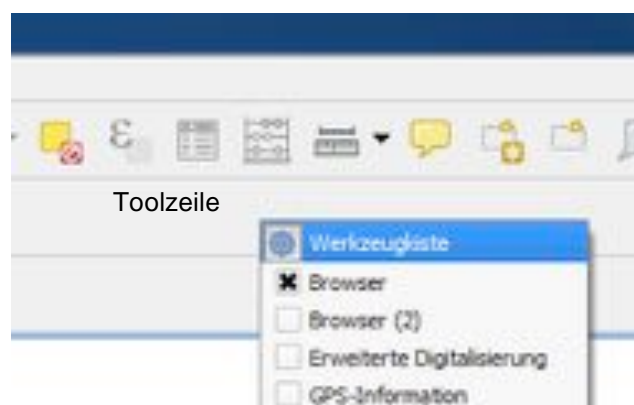 Toolzeile
Werkzeugkiste
Browser
Browser (2)
Erweiterte Digitalisierung
GPS-Information